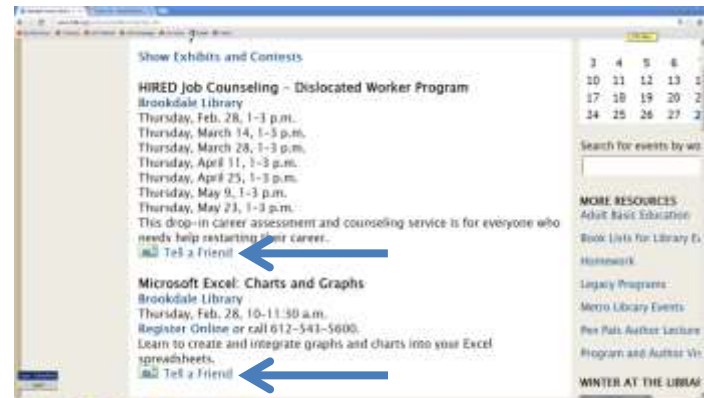 Show Exhibits and Contests
HIRED Job Counseling – Dislocated Worker Program
Brookdale Library
Thursday, Feb. 28, 1-3 p.m.
Thursday, March 14, 1-3 p.m.
Thursday, March 28, 1-3 p.m.
Thursday, April 11, 1-3 p.m.
Thursday, April 25, 1-3 p.m.
Thursday, May 9, 1-3 p.m.
Thursday, May 23, 1-3 p.m.
This drop-in career assessment and counseling service is for everyone who
needs help restarting their career.
Tell a Friend
Microsoft Excel: Charts and Graphs
Brookdale Library
Thursday, Feb. 28, 10-11:30 a.m.
Register Online or call 612-543-5600.
Learn to create and integrate graphs and charts into your Excel
spreadsheets.
Tell a Friend
3 4 5 6
10 11 12 13 1
17 18 19 20 2
24 25 26 27 2
Search for events by wo
MORE RESOURCES
Adult Basic Education
Book Lists for Library E
Homework
Legacy Programs
Metro Library Events
Pen Pals Author Lecture
Program and Author Vi
WINTER AT THE LIBRA